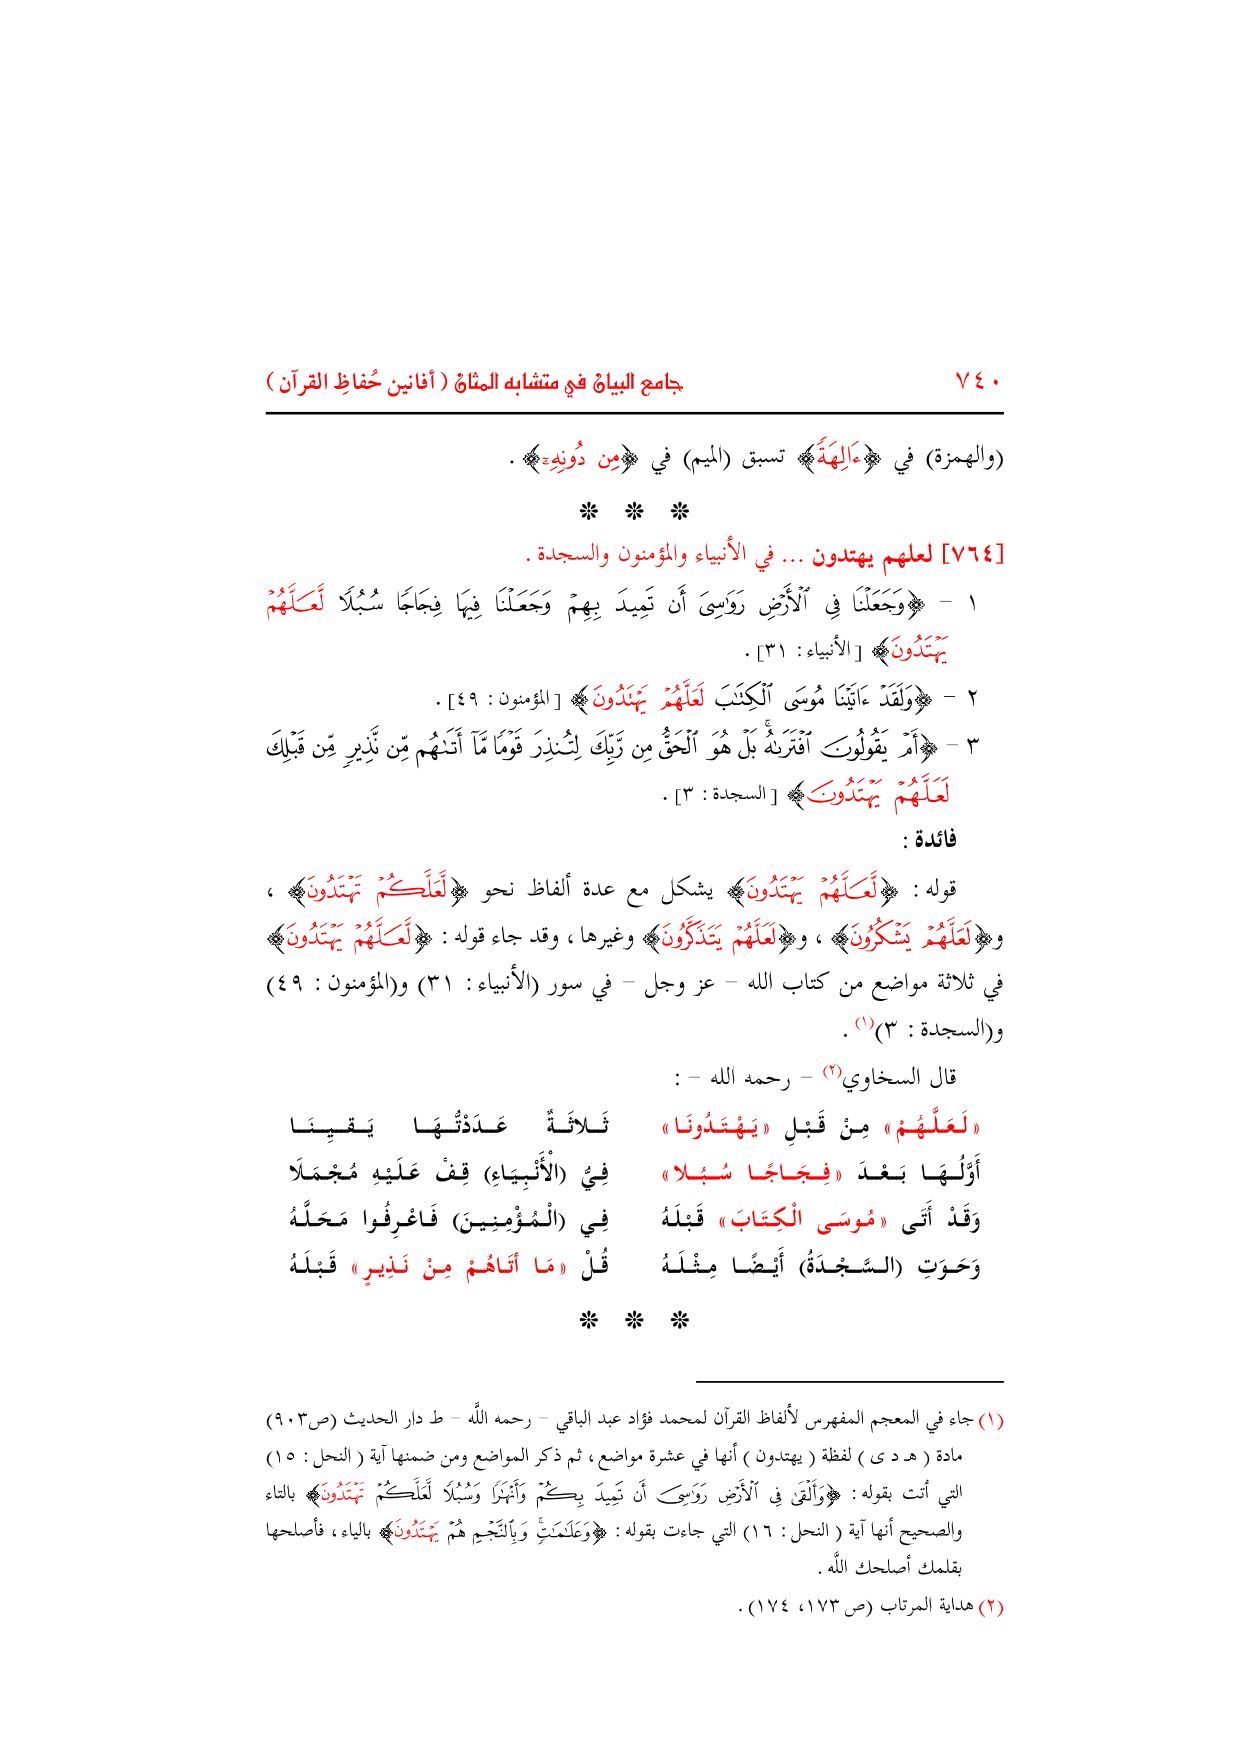 ٧٤٠ جامع البيان في متشابه المثان ( أفانين حُفاظِ القرآن )
(والهمزة) في ﴿ءَالِهَةً﴾ تسبق (الميم) في ﴿مِن دُونِهِۦٓ﴾ .
[٧٦٤] لعلهم يهتدون ... في الأنبياء والمؤمنون والسجدة .
١ – ﴿وَجَعَلْنَا فِي ٱلْأَرْضِ رَوَٰسِيَ أَن تَمِيدَ بِهِمْ وَجَعَلْنَا فِيهَا فِجَاجًا سُبُلًا لَّعَلَّهُمْ
يَهْتَدُونَ﴾ [الأنبياء : ٣١] .
٢ – ﴿وَلَقَدْ ءَاتَيْنَا مُوسَى ٱلْكِتَٰبَ لَعَلَّهُمْ يَهْتَدُونَ﴾ [المؤمنون : ٤٩] .
٣ – ﴿أَمْ يَقُولُونَ ٱفْتَرَىٰهُ ۚ بَلْ هُوَ ٱلْحَقُّ مِن رَّبِّكَ لِتُنذِرَ قَوْمًا مَّآ أَتَىٰهُم مِّن نَّذِيرٍ مِّن قَبْلِكَ
لَعَلَّهُمْ يَهْتَدُونَ﴾ [السجدة : ٣] .
فائدة :
قوله : ﴿لَّعَلَّهُمْ يَهْتَدُونَ﴾ يشكل مع عدة ألفاظ نحو ﴿لَّعَلَّكُمْ تَهْتَدُونَ﴾ ،
و﴿لَعَلَّهُمْ يَشْكُرُونَ﴾ ، و﴿لَعَلَّهُمْ يَتَذَكَّرُونَ﴾ وغيرها ، وقد جاء قوله : ﴿لَّعَلَّهُمْ يَهْتَدُونَ﴾
في ثلاثة مواضع من كتاب الله – عز وجل – في سور (الأنبياء : ٣١) و(المؤمنون : ٤٩)
و(السجدة : ٣)(١) .
قال السخاوي(٢) – رحمه الله – :
«لَعَلَّهُمْ» مِنْ قَبْلِ «يَهْتَدُونَا» ثَلاثَةٌ عَدَدْتُّهَا يَقِيِنَا
أَوَّلُهَا بَعْدَ «فِجَاجًا سُبُلا» فِيُّ (الْأَنْبِيَاءِ) قِفْ عَلَيْهِ مُجْمَلَا
وَقَدْ أَتَى «مُوسَى الْكِتَابَ» قَبْلَهُ فِي (الْمُؤْمِنِينَ) فَاعْرِفُوا مَحَلَّهُ
وَحَوَتِ (السَّجْدَةُ) أَيْضًا مِثْلَهُ قُلْ «مَا أتَاهُمْ مِنْ نَذِيرٍ» قَبْلَهُ
(١) جاء في المعجم المفهرس لألفاظ القرآن لمحمد فؤاد عبد الباقي – رحمه اللَّه – ط دار الحديث (ص٩٠٣)
مادة ( هـ د ى ) لفظة ( يهتدون ) أنها في عشرة مواضع ، ثم ذكر المواضع ومن ضمنها آية ( النحل : ١٥)
التي أتت بقوله : ﴿وَأَلْقَىٰ فِي ٱلْأَرْضِ رَوَٰسِيَ أَن تَمِيدَ بِكُمْ وَأَنْهَٰرًا وَسُبُلًا لَّعَلَّكُمْ تَهْتَدُونَ﴾ بالتاء
والصحيح أنها آية ( النحل : ١٦) التي جاءت بقوله : ﴿وَعَلَٰمَٰتٍ ۚ وَبِٱلنَّجْمِ هُمْ يَهْتَدُونَ﴾ بالياء ، فأصلحها
بقلمك أصلحك اللَّه .
(٢) هداية المرتاب (ص ١٧٣، ١٧٤) .